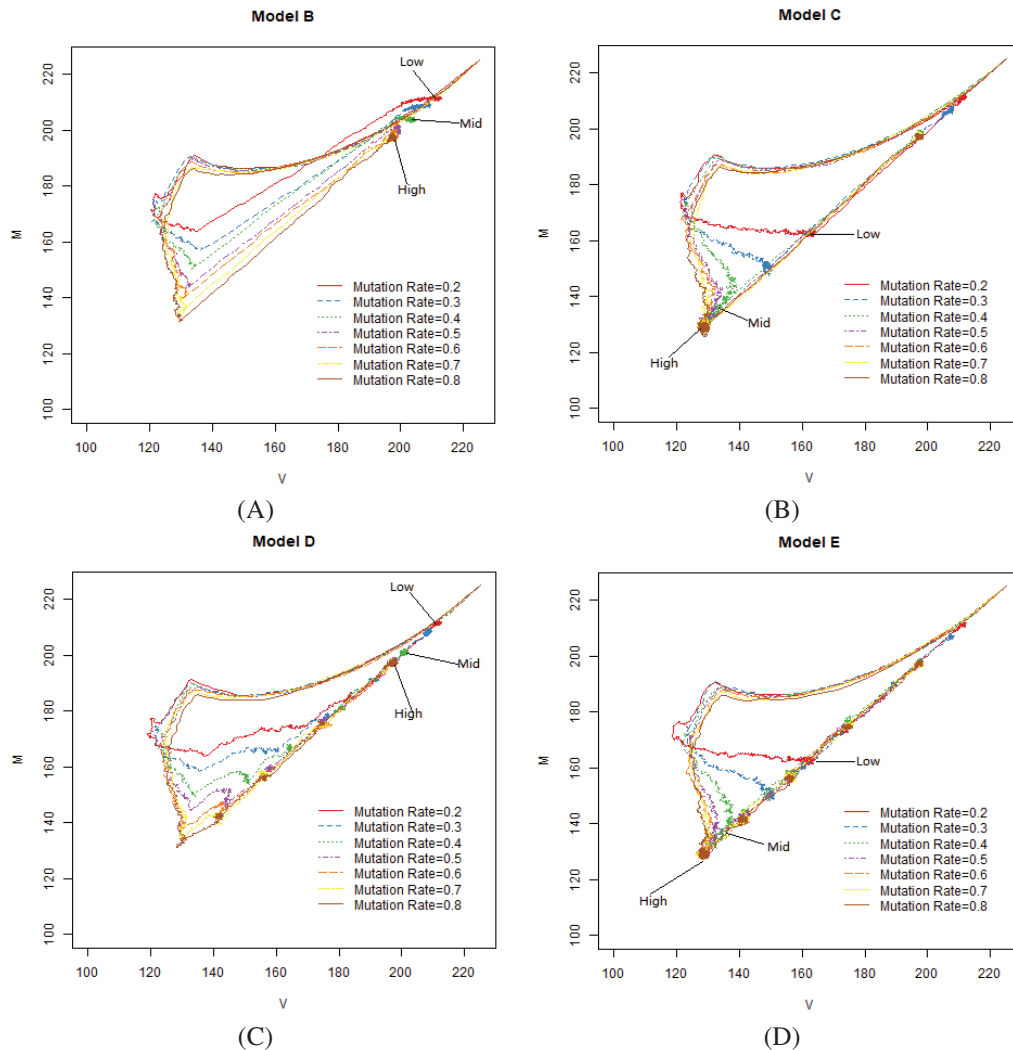 Model B
220
200
180
160
140
120
100
M
Low
Mid
High
Mutation Rate=0.2
Mutation Rate=0.3
Mutation Rate=0.4
Mutation Rate=0.5
Mutation Rate=0.6
Mutation Rate=0.7
Mutation Rate=0.8
100 120 140 160 180 200 220
V
(A)
Model C
220
200
180
160
140
120
100
M
Low
Mid
High
Mutation Rate=0.2
Mutation Rate=0.3
Mutation Rate=0.4
Mutation Rate=0.5
Mutation Rate=0.6
Mutation Rate=0.7
Mutation Rate=0.8
100 120 140 160 180 200 220
V
(B)
Model D
220
200
180
160
140
120
100
M
Low
Mid
High
Mutation Rate=0.2
Mutation Rate=0.3
Mutation Rate=0.4
Mutation Rate=0.5
Mutation Rate=0.6
Mutation Rate=0.7
Mutation Rate=0.8
100 120 140 160 180 200 220
V
(C)
Model E
220
200
180
160
140
120
100
M
Low
Mid
High
Mutation Rate=0.2
Mutation Rate=0.3
Mutation Rate=0.4
Mutation Rate=0.5
Mutation Rate=0.6
Mutation Rate=0.7
Mutation Rate=0.8
100 120 140 160 180 200 220
V
(D)